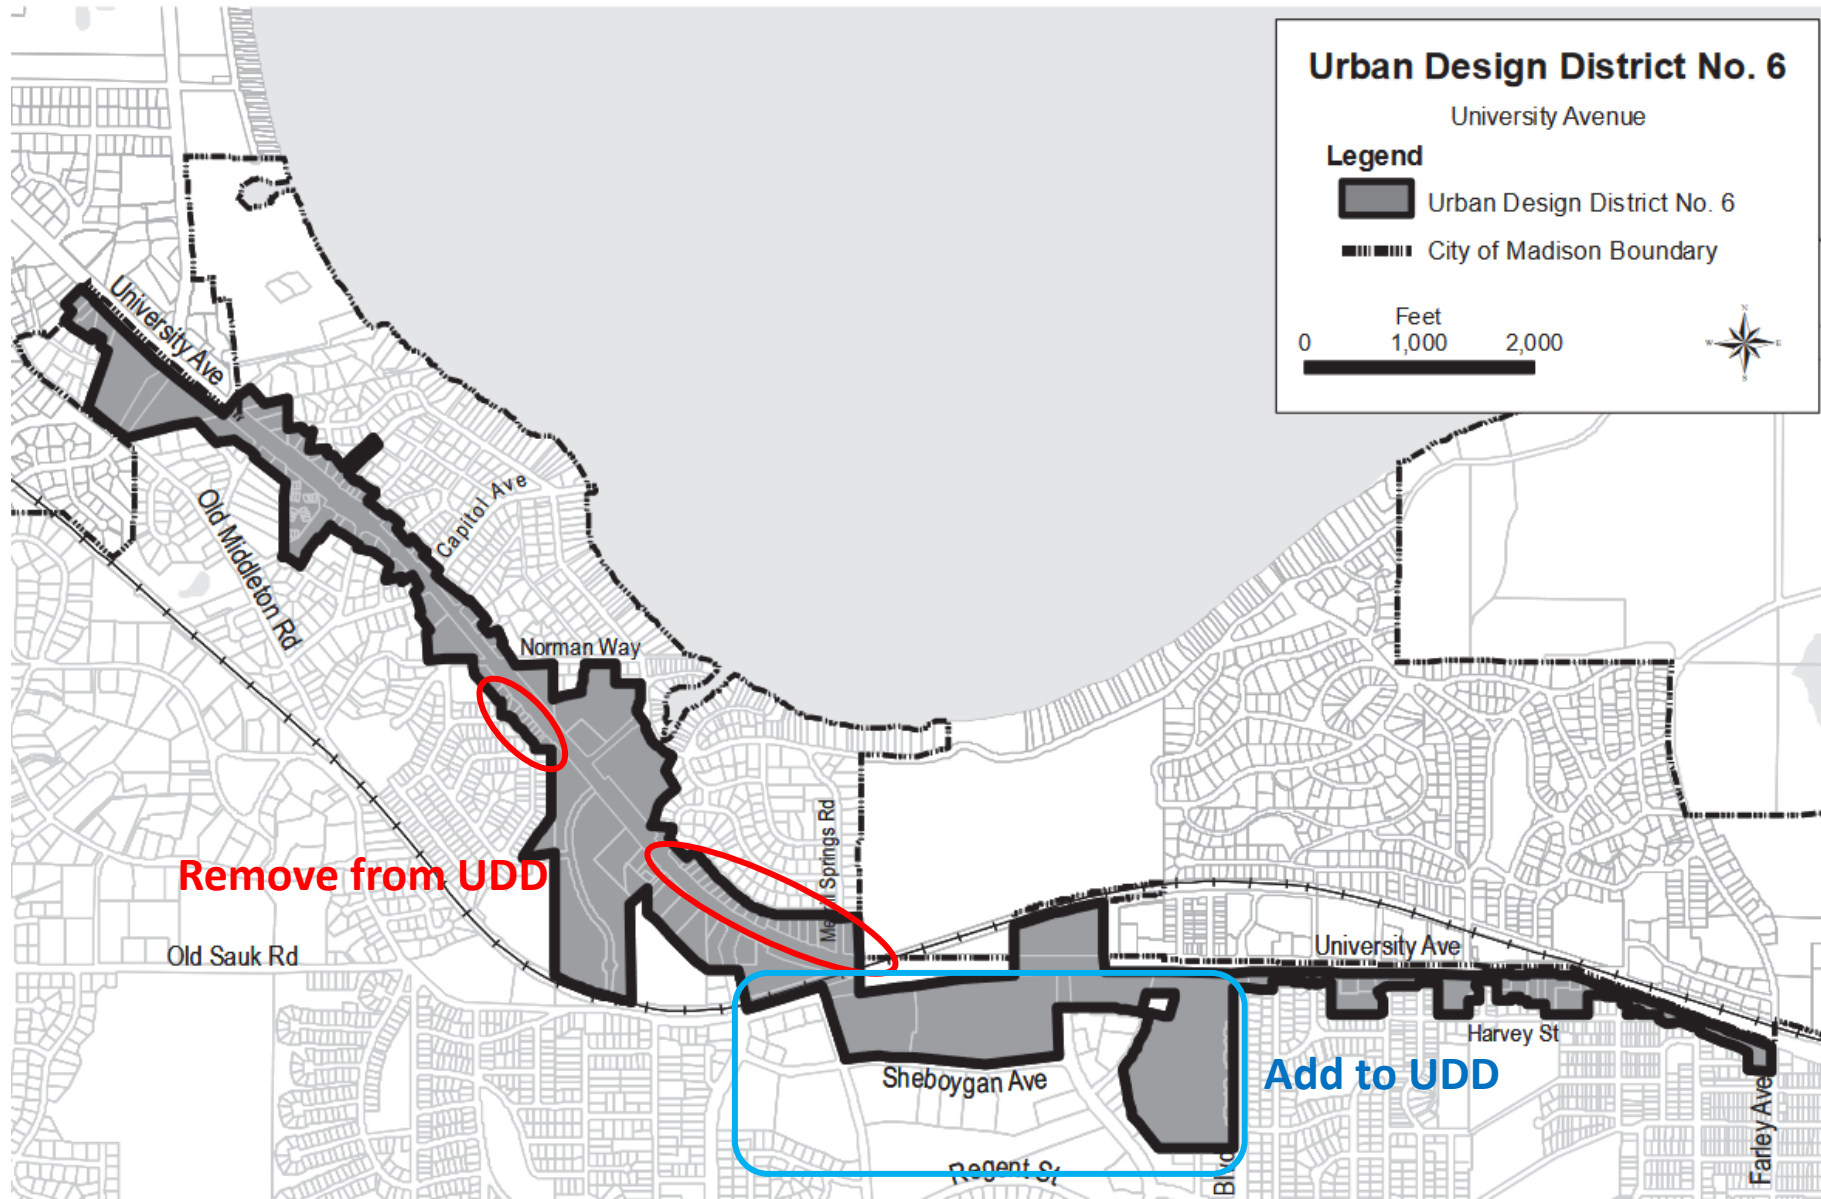 Urban Design District No. 6
University Avenue
Legend
Urban Design District No. 6
City of Madison Boundary
Feet
0 1,000 2,000
N
W E
S
University Ave
Capitol Ave
Old Middleton Rd
Norman Way
Springs Rd
Remove from UDD
Old Sauk Rd
University Ave
Harvey St
Sheboygan Ave
Add to UDD
Regent St
Blvd
Farley Ave